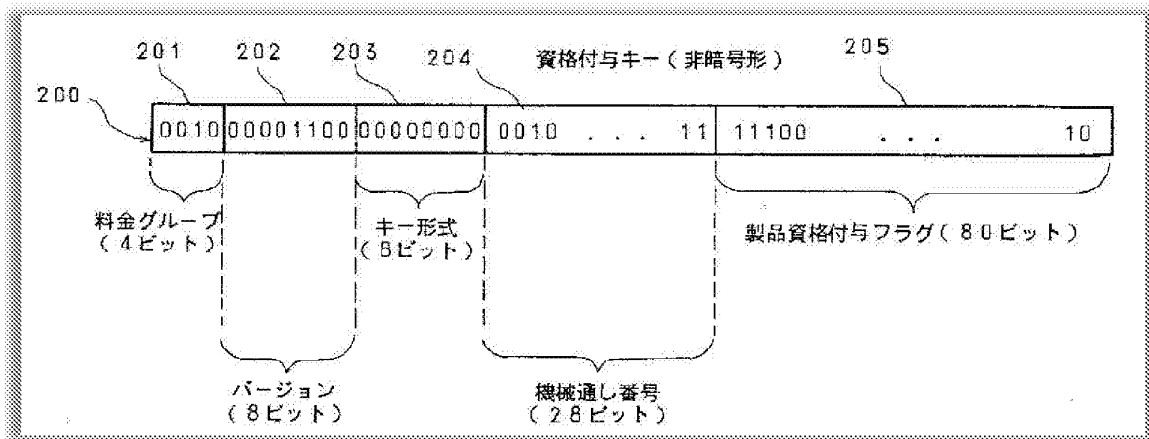 201 202 203 204 資格付与キー(非暗号形) 205
200
0010 00001100 00000000 0010 . . . 11 11100 . . . 10
料金グループ キー形式 製品資格付与フラグ(80ビット)
(4ビット) (8ビット)
バージョン 機械通し番号
(8ビット) (28ビット)